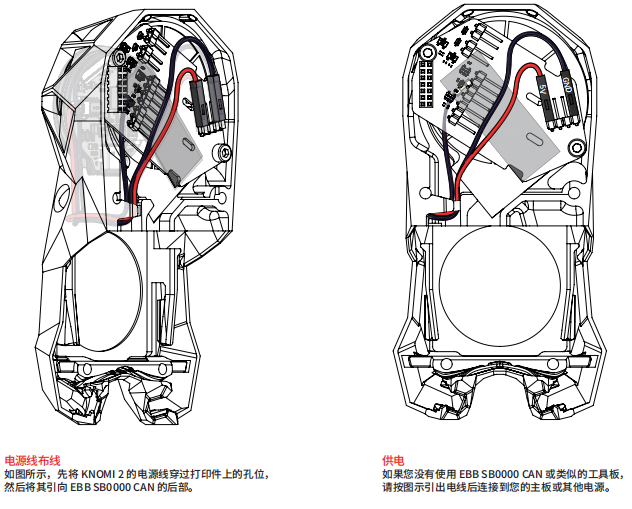 5V
GND
电源线布线
如图所示，先将 KNOMI 2 的电源线穿过打印件上的孔位，
然后将其引向 EBB SB0000 CAN 的后部。
供电
如果您没有使用 EBB SB0000 CAN 或类似的工具板，
请按图示引出电线后连接到您的主板或其他电源。